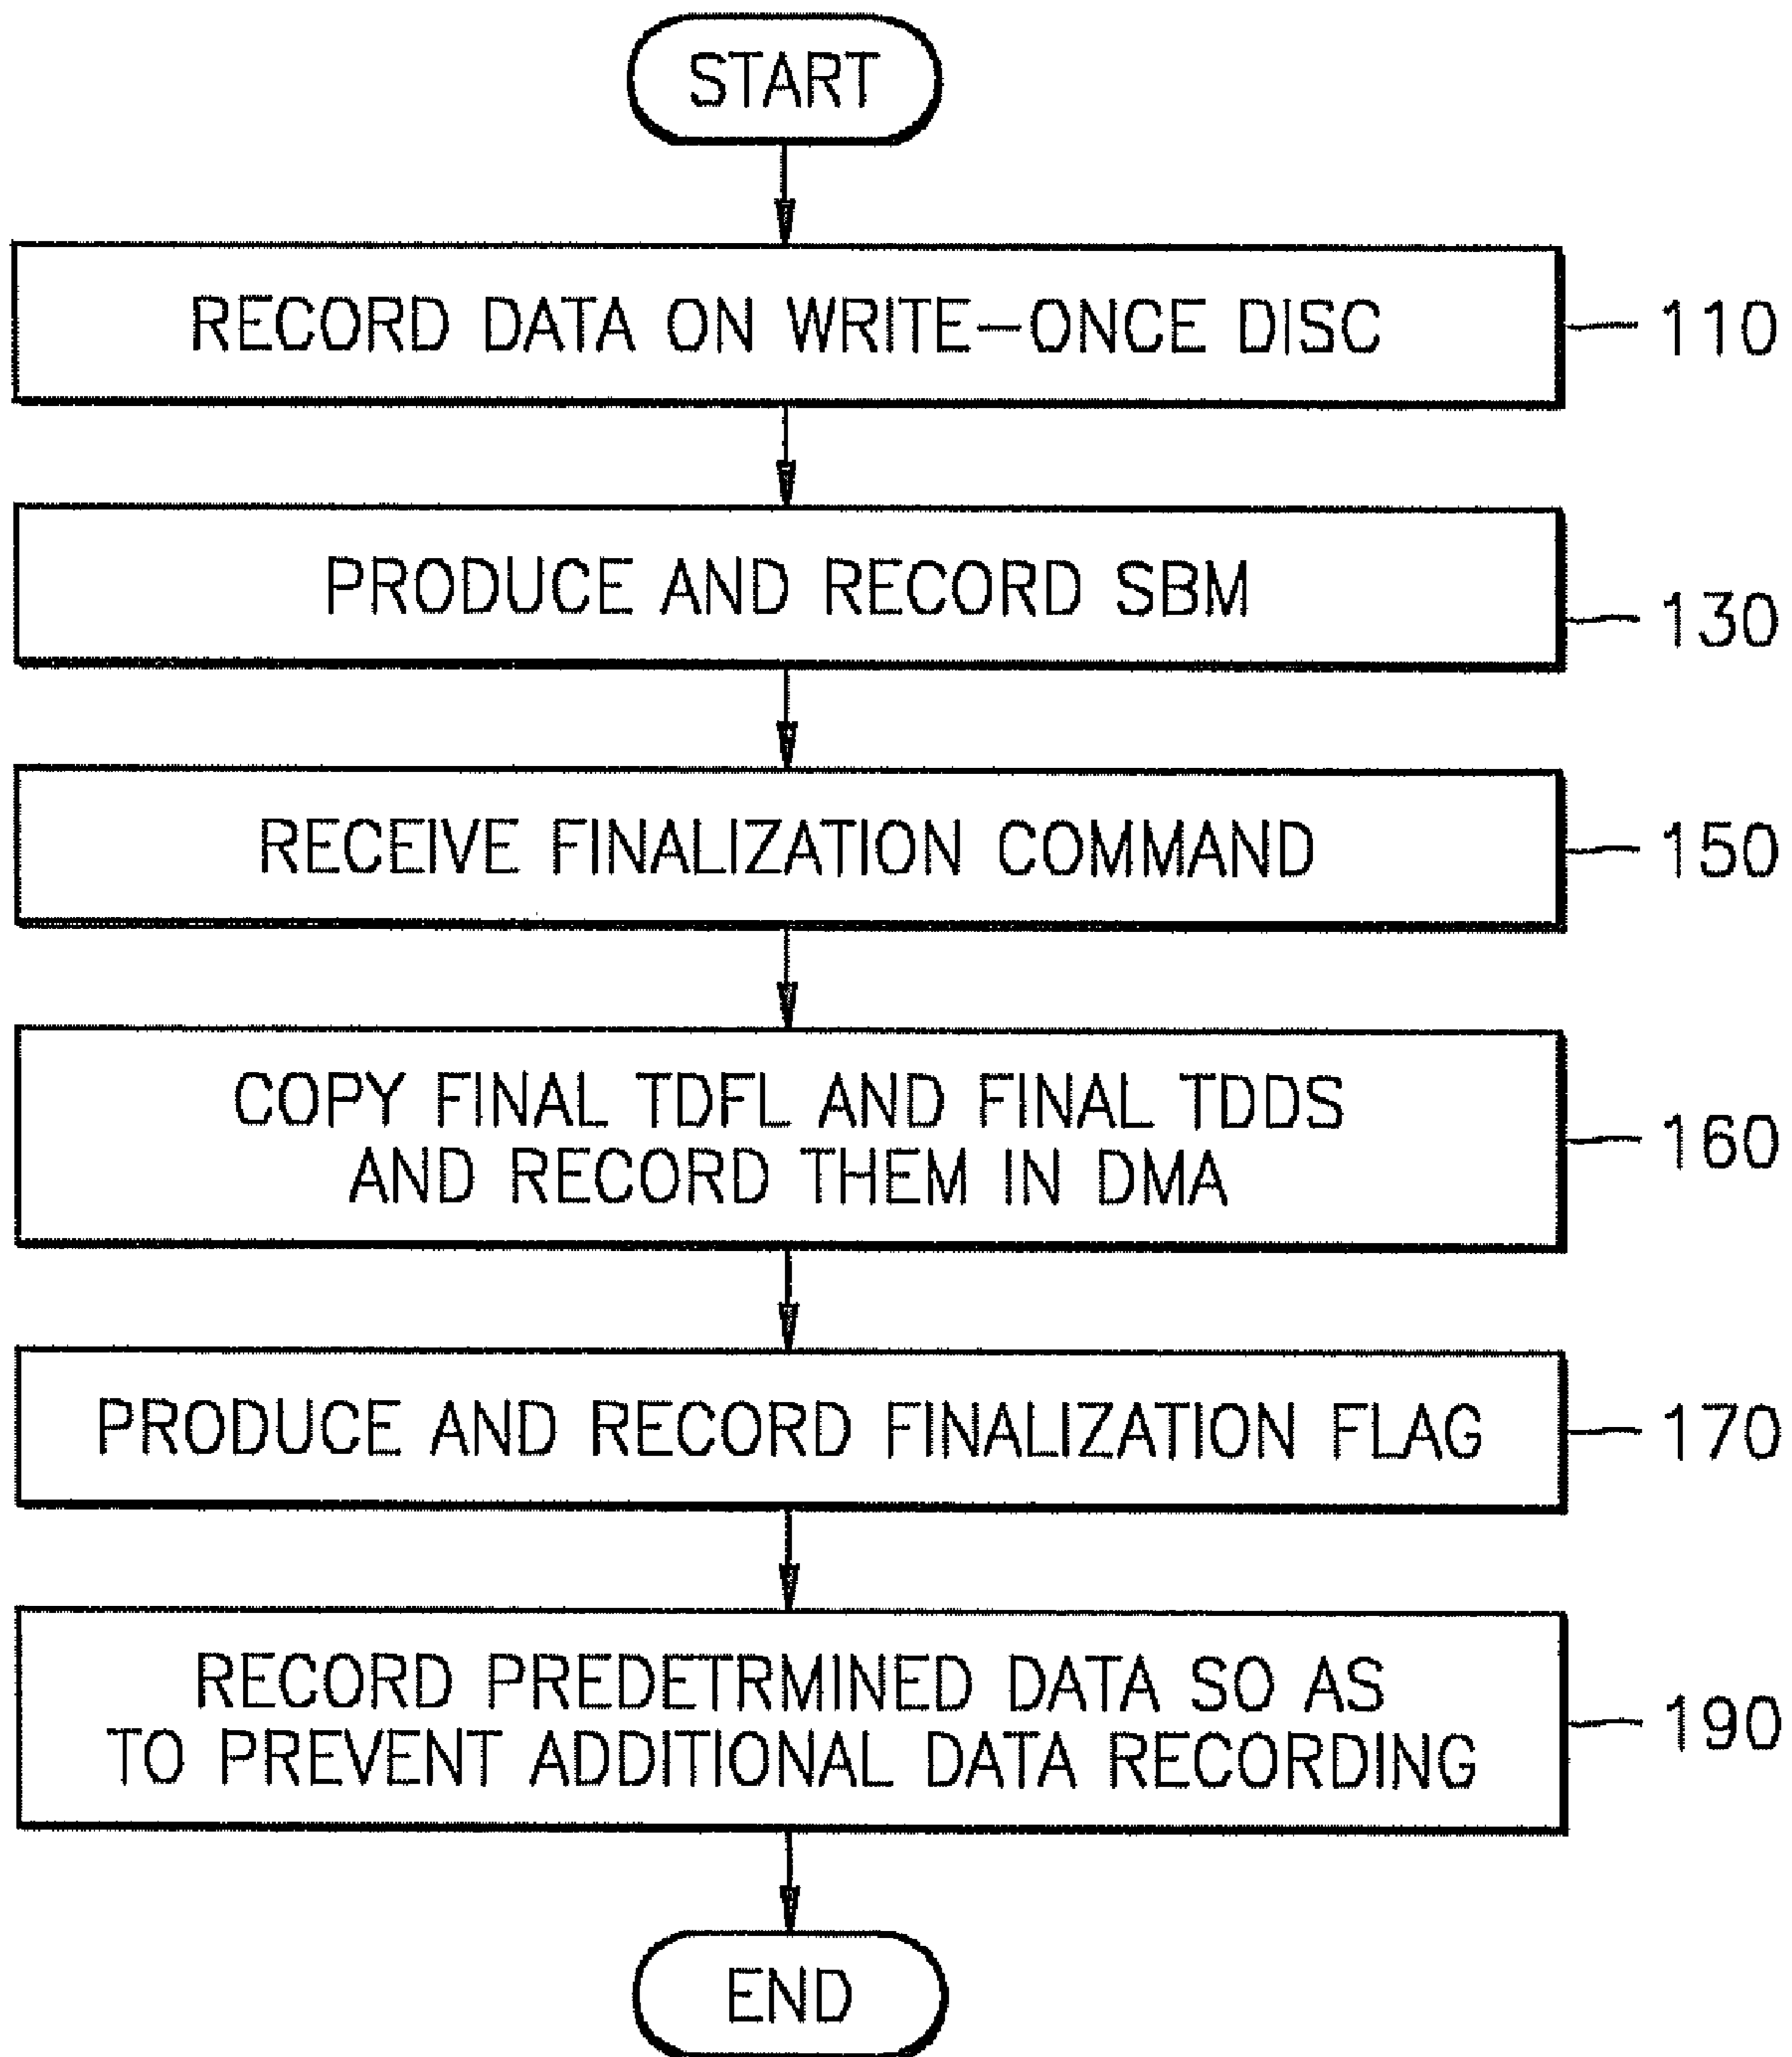 START
RECORD DATA ON WRITE-ONCE DISC
110
PRODUCE AND RECORD SBM
130
RECEIVE FINALIZATION COMMAND
150
COPY FINAL TDFL AND FINAL TDDS
AND RECORD THEM IN DMA
160
PRODUCE AND RECORD FINALIZATION FLAG
170
RECORD PREDETRMINED DATA SO AS
TO PREVENT ADDITIONAL DATA RECORDING
190
END